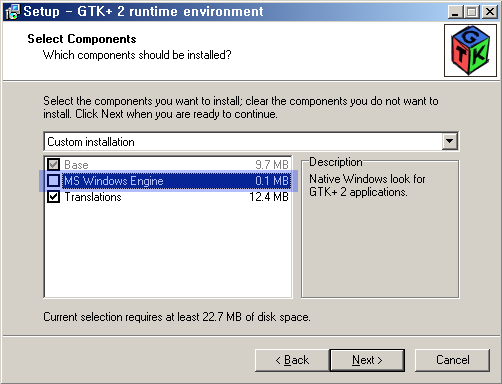 Setup - GTK+ 2 runtime environment
Select Components
Which components should be installed?
GTK
Select the components you want to install; clear the components you do not want to
install. Click Next when you are ready to continue.
Custom installation
Base 9.7 MB
MS Windows Engine 0.1 MB
Translations 12.4 MB
Description
Native Windows look for
GTK+ 2 applications.
Current selection requires at least 22.7 MB of disk space.
< Back
Next >
Cancel